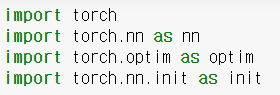 import torch
import torch.nn as nn
import torch.optim as optim
import torch.nn.init as init